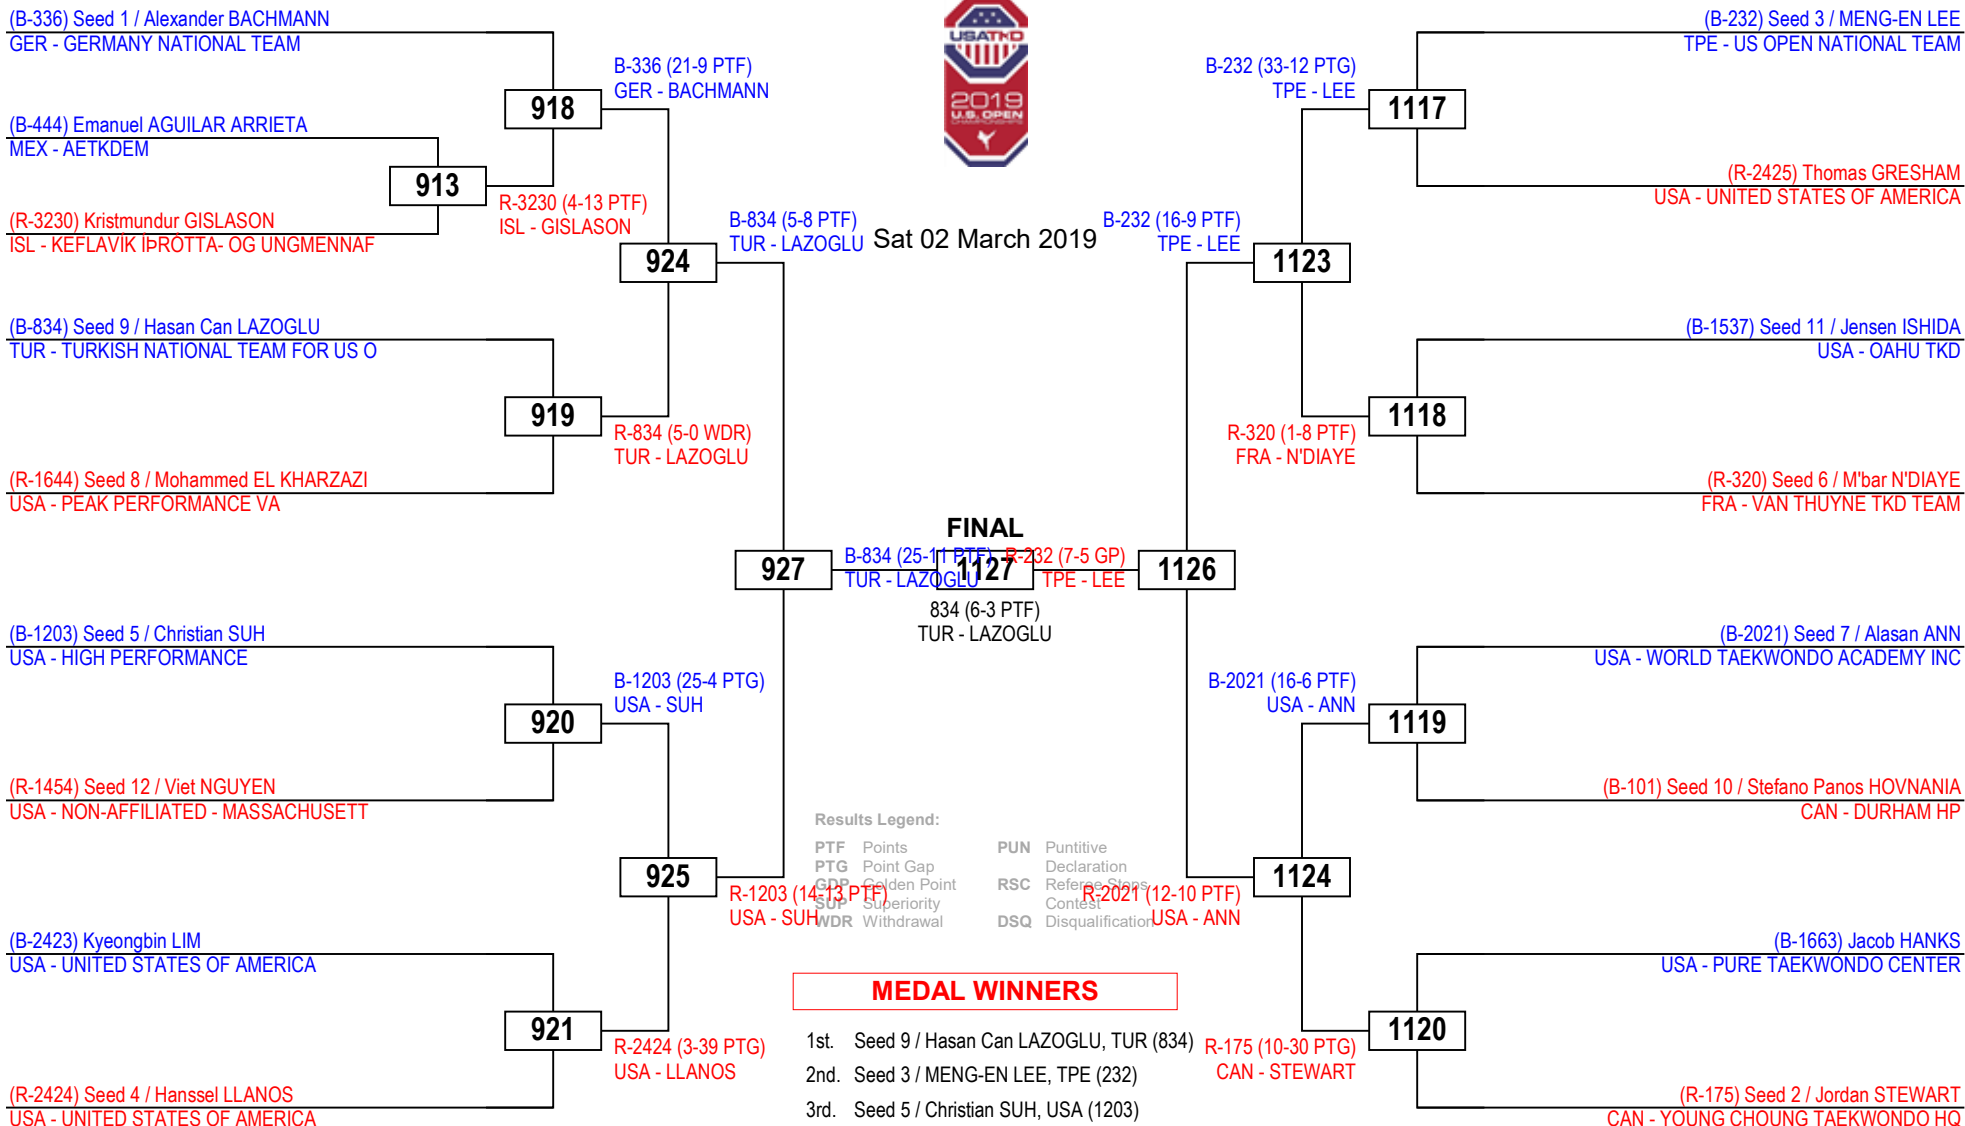 (B-336) Seed 1 / Alexander BACHMANN
GER - GERMANY NATIONAL TEAM
(B-444) Emanuel AGUILAR ARRIETA
MEX - AETKDEM
(R-3230) Kristmundur GISLASON
ISL - KEFLAVÍK ÍÞRÓTTA- OG UNGMENNAF
(B-834) Seed 9 / Hasan Can LAZOGLU
TUR - TURKISH NATIONAL TEAM FOR US O
(R-1644) Seed 8 / Mohammed EL KHARZAZI
USA - PEAK PERFORMANCE VA
(B-1203) Seed 5 / Christian SUH
USA - HIGH PERFORMANCE
(R-1454) Seed 12 / Viet NGUYEN
USA - NON-AFFILIATED - MASSACHUSETT
(B-2423) Kyeongbin LIM
USA - UNITED STATES OF AMERICA
(R-2424) Seed 4 / Hanssel LLANOS
USA - UNITED STATES OF AMERICA
913
R-3230 (4-13 PTF)
ISL - GISLASON
918
B-336 (21-9 PTF)
GER - BACHMANN
919
R-834 (5-0 WDR)
TUR - LAZOGLU
920
B-1203 (25-4 PTG)
USA - SUH
921
R-2424 (3-39 PTG)
USA - LLANOS
924
B-834 (5-8 PTF)
TUR - LAZOGLU
925
R-1203 (14-13 PTF)
USA - SUH
927
B-834 (25-11 PTF)
TUR - LAZOGLU
USATKD
2019
U.S. OPEN
CHAMPIONSHIPS
Sat 02 March 2019
FINAL
1127
834 (6-3 PTF)
TUR - LAZOGLU
R-232 (7-5 GP)
TPE - LEE
1126
B-232 (16-9 PTF)
TPE - LEE
1123
R-2021 (12-10 PTF)
USA - ANN
1124
B-232 (33-12 PTG)
TPE - LEE
1117
R-320 (1-8 PTF)
FRA - N'DIAYE
1118
B-2021 (16-6 PTF)
USA - ANN
1119
R-175 (10-30 PTG)
CAN - STEWART
1120
(B-232) Seed 3 / MENG-EN LEE
TPE - US OPEN NATIONAL TEAM
(R-2425) Thomas GRESHAM
USA - UNITED STATES OF AMERICA
(B-1537) Seed 11 / Jensen ISHIDA
USA - OAHU TKD
(R-320) Seed 6 / M'bar N'DIAYE
FRA - VAN THUYNE TKD TEAM
(B-2021) Seed 7 / Alasan ANN
USA - WORLD TAEKWONDO ACADEMY INC
(B-101) Seed 10 / Stefano Panos HOVNANIA
CAN - DURHAM HP
(B-1663) Jacob HANKS
USA - PURE TAEKWONDO CENTER
(R-175) Seed 2 / Jordan STEWART
CAN - YOUNG CHOUNG TAEKWONDO HQ
Results Legend:
PTF Points
PTG Point Gap
GDP Golden Point
SUP Superiority
WDR Withdrawal
PUN Puntitive
Declaration
RSC Referee Stops
Contest
DSQ Disqualification
MEDAL WINNERS
1st. Seed 9 / Hasan Can LAZOGLU, TUR (834)
2nd. Seed 3 / MENG-EN LEE, TPE (232)
3rd. Seed 5 / Christian SUH, USA (1203)